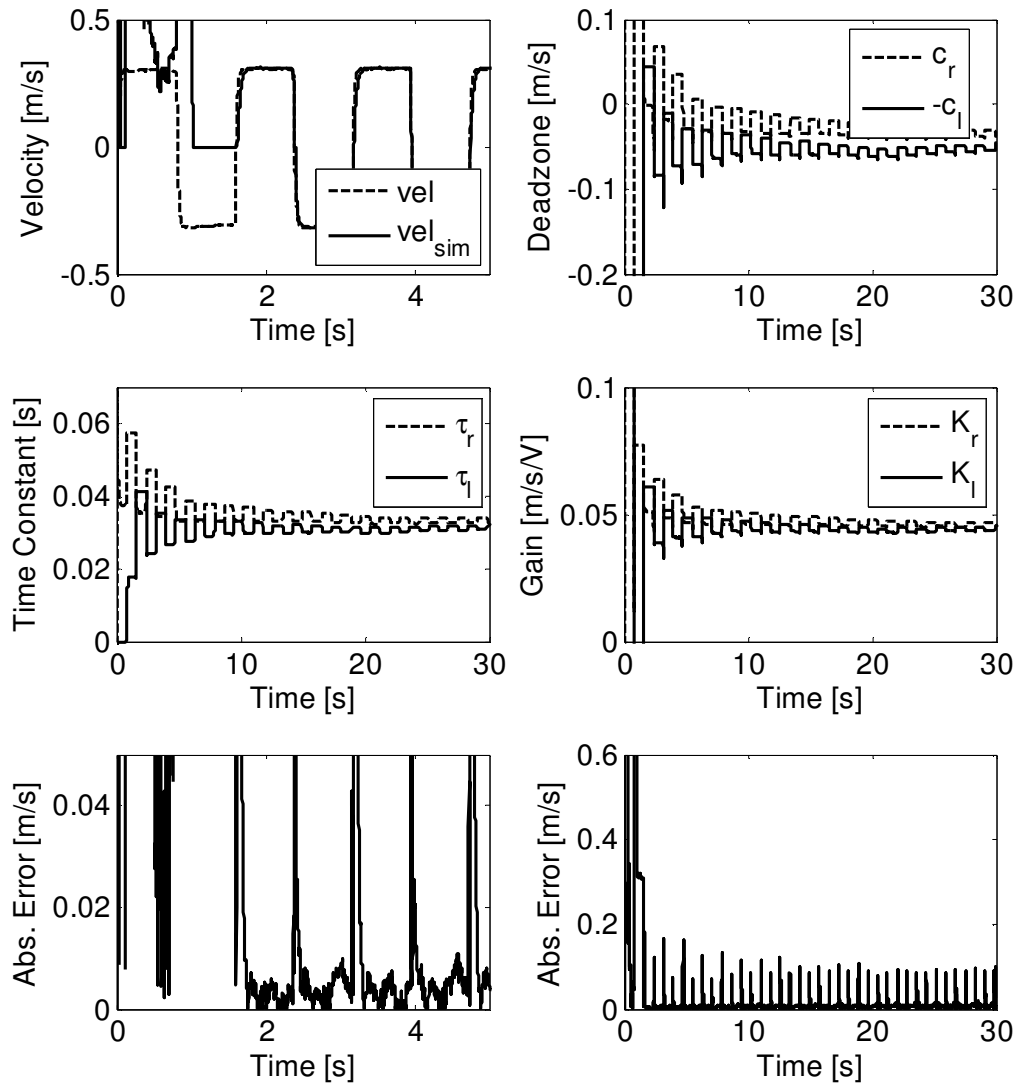 0.5
0
-0.5
Velocity [m/s]
vel
vel_sim
0
2
4
Time [s]
0.1
0
-0.1
-0.2
Deadzone [m/s]
c_r
-c_l
0
10
20
30
Time [s]
0.06
0.04
0.02
0
Time Constant [s]
τ_r
τ_l
0
10
20
30
Time [s]
0.1
0.05
0
Gain [m/s/V]
K_r
K_l
0
10
20
30
Time [s]
0.04
0.02
0
Abs. Error [m/s]
0
2
4
Time [s]
0.6
0.4
0.2
0
Abs. Error [m/s]
0
10
20
30
Time [s]